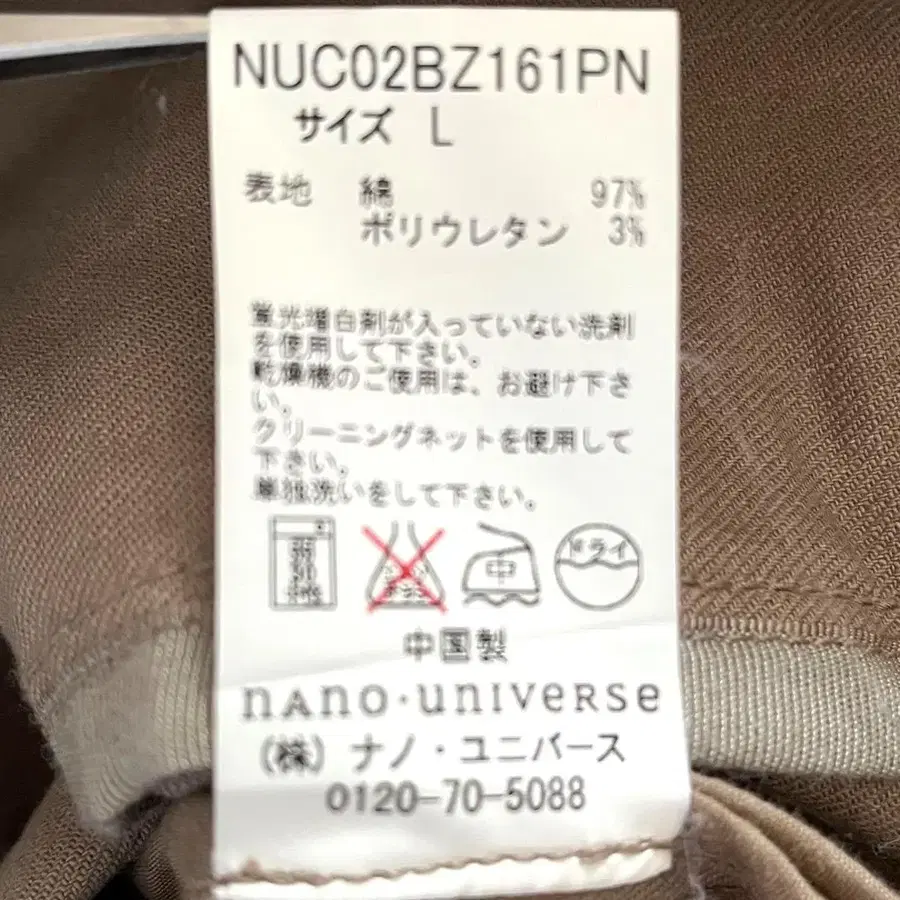 NUC02BZ161PN
サイズ L
表地 綿 97%
ポリウレタン 3%
蛍光増白剤が入っていない洗剤
を使用して下さい。
乾燥機のご使用は、お避け下さ
い。
クリーニングネットを使用して
下さい。
単独洗いをして下さい。
中 ドライ
中国製
nAno・universe
(株) ナノ・ユニバース
0120-70-5088